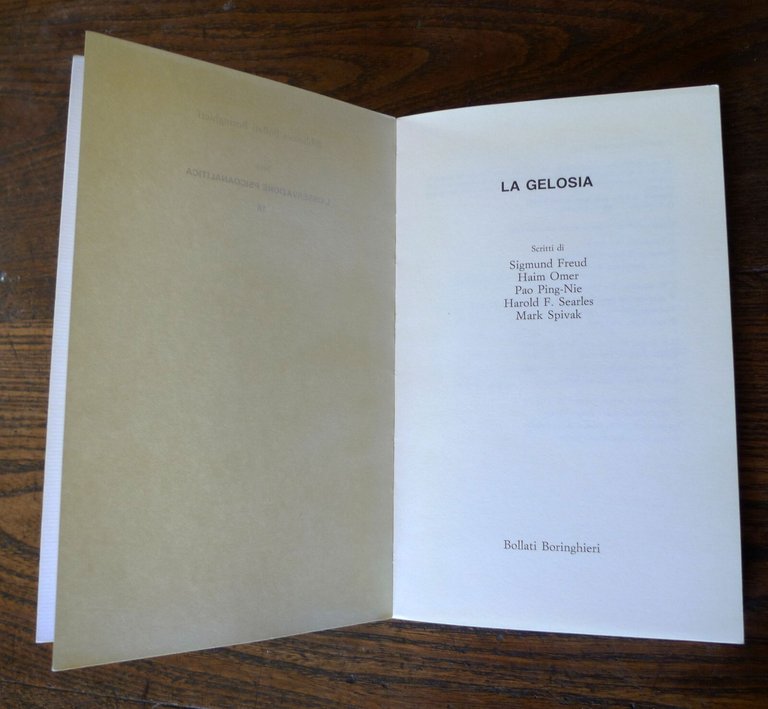 LA GELOSIA
Scritti di
Sigmund Freud
Haim Omer
Pao Ping-Nie
Harold F. Searles
Mark Spivak
Bollati Boringhieri